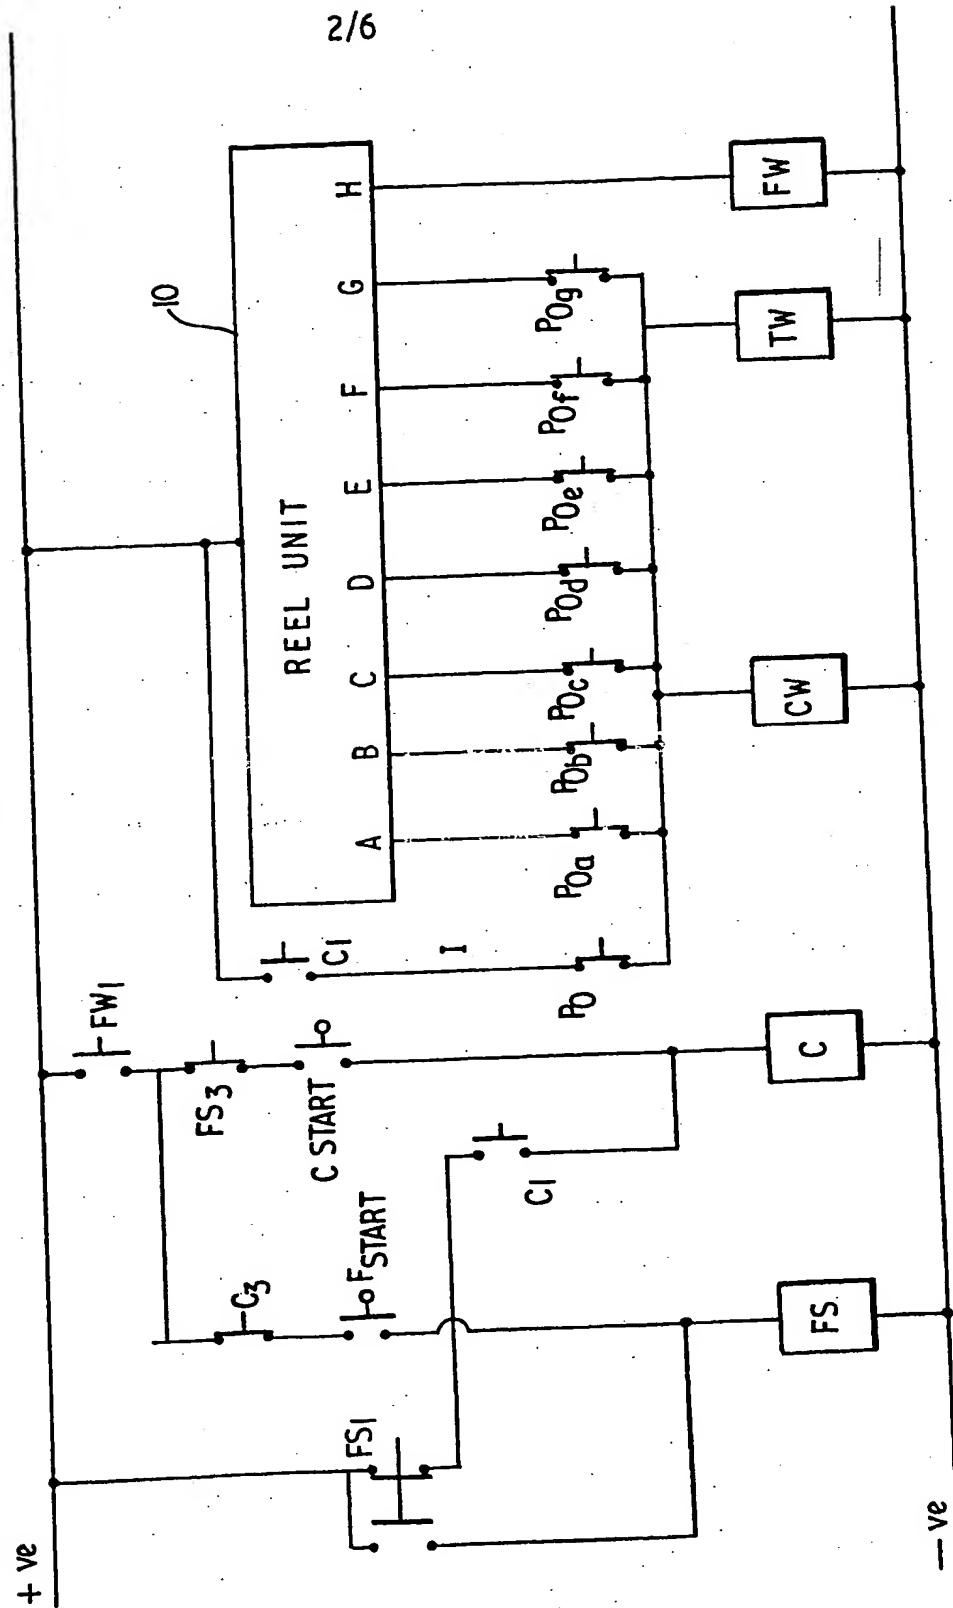 2/6
+ ve
FW1
10
REEL UNIT
A B C D E F G H
FS3
C START
C1
I
C3
FSTART
FS1
C1
P0
P0a
P0b
P0c
P0d
P0e
P0f
P0g
FS
C
CW
TW
FW
- ve